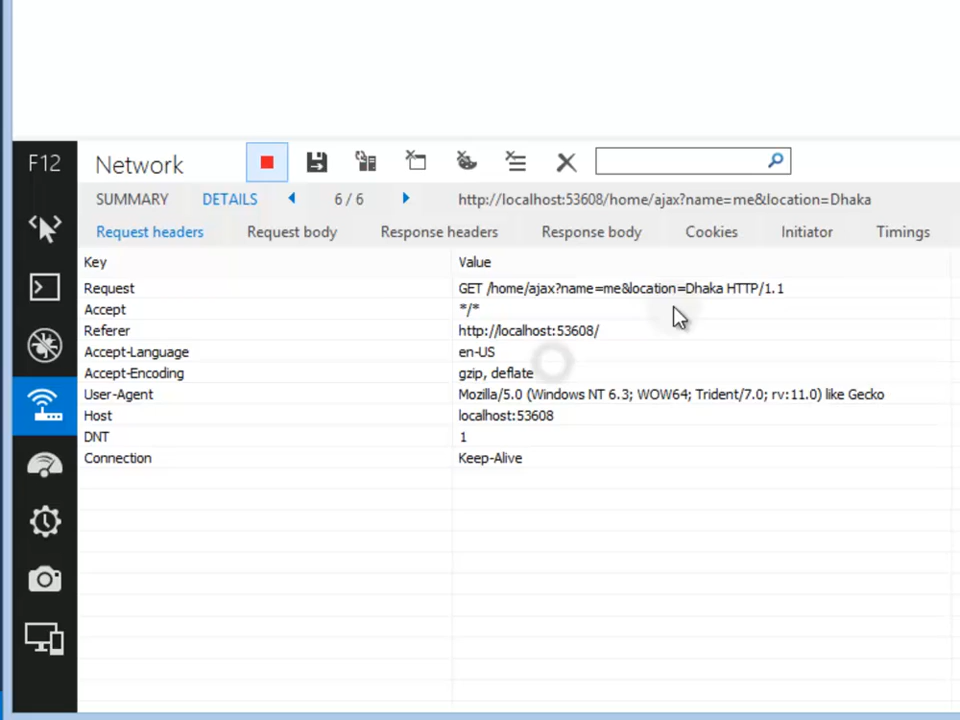 F12 Network
SUMMARY DETAILS 6 / 6 http://localhost:53608/home/ajax?name=me&location=Dhaka
Request headers Request body Response headers Response body Cookies Initiator Timings
Key Value
Request GET /home/ajax?name=me&location=Dhaka HTTP/1.1
Accept */*
Referer http://localhost:53608/
Accept-Language en-US
Accept-Encoding gzip, deflate
User-Agent Mozilla/5.0 (Windows NT 6.3; WOW64; Trident/7.0; rv:11.0) like Gecko
Host localhost:53608
DNT 1
Connection Keep-Alive